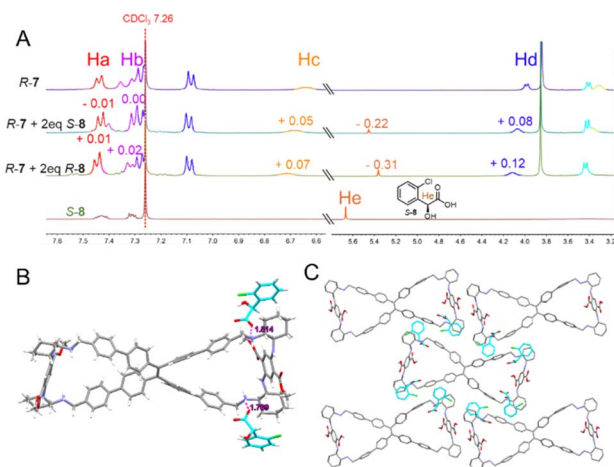 CDCl₃ 7.26
A
Ha
Hb
Hc
Hd
R-7
- 0.01
0.00
+ 0.05
- 0.22
+ 0.08
R-7 + 2eq S-8
+ 0.01
+ 0.02
+ 0.07
- 0.31
+ 0.12
R-7 + 2eq R-8
Cl
O
He
He
OH
OH
S-8
S-8
7.6 7.5 7.4 7.3 7.2 7.1 7.0 6.9 6.8 6.7 6.6 5.4 5.2 5.0 4.8 4.6 4.4 4.2 4.0 3.8 3.6 3.4 3.2
B
C
1.814